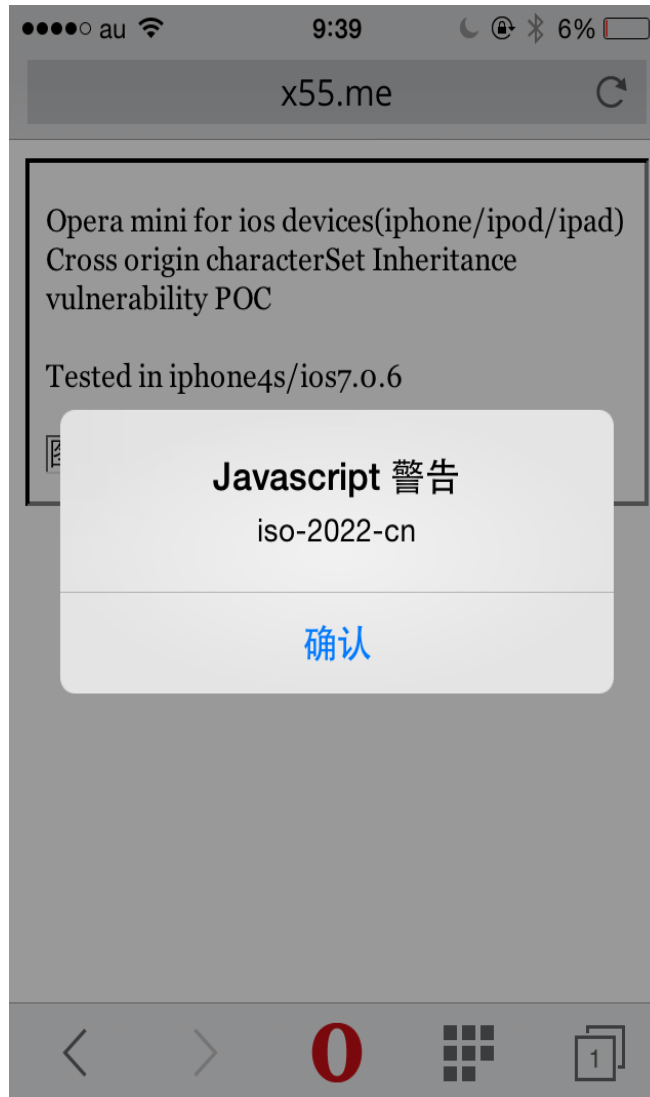 au 9:39 6%
x55.me
Opera mini for ios devices(iphone/ipod/ipad)
Cross origin characterSet Inheritance
vulnerability POC
Tested in iphone4s/ios7.0.6
Javascript 警告
iso-2022-cn
确认
1